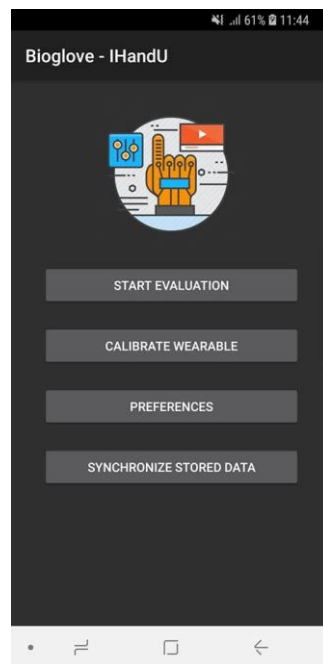 61% 11:44
Bioglove - IHandU
START EVALUATION
CALIBRATE WEARABLE
PREFERENCES
SYNCHRONIZE STORED DATA